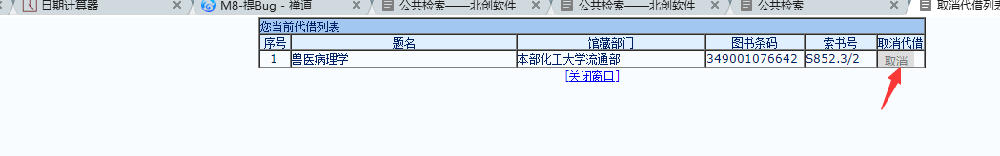 日期计算器 M8-提Bug - 禅道 公共检索——北创软件 公共检索——北创软件 公共检索 取消代借列表
您当前代借列表
序号 题名 馆藏部门 图书条码 索书号 取消代借
1 兽医病理学 本部化工大学流通部 349001076642 S852.3/2 取消
[关闭窗口]